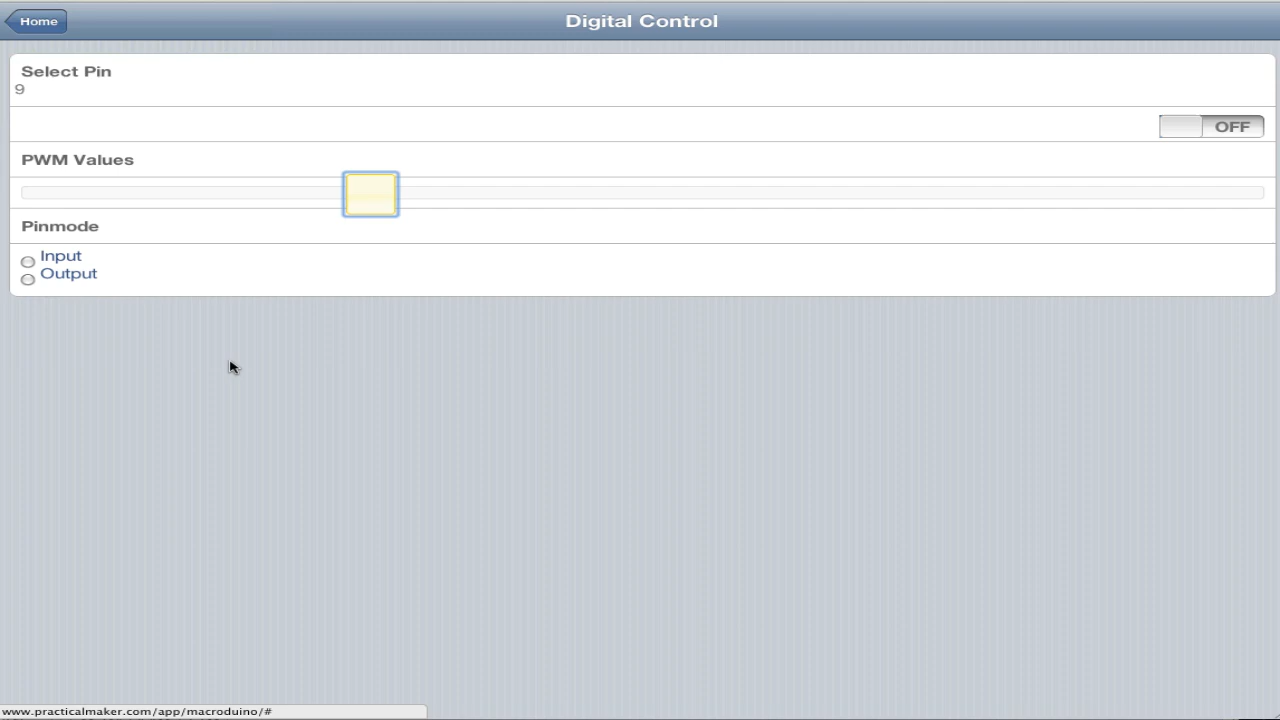 Home
Digital Control
Select Pin
9
OFF
PWM Values
Pinmode
Input
Output
www.practicalmaker.com/app/macroduino/#